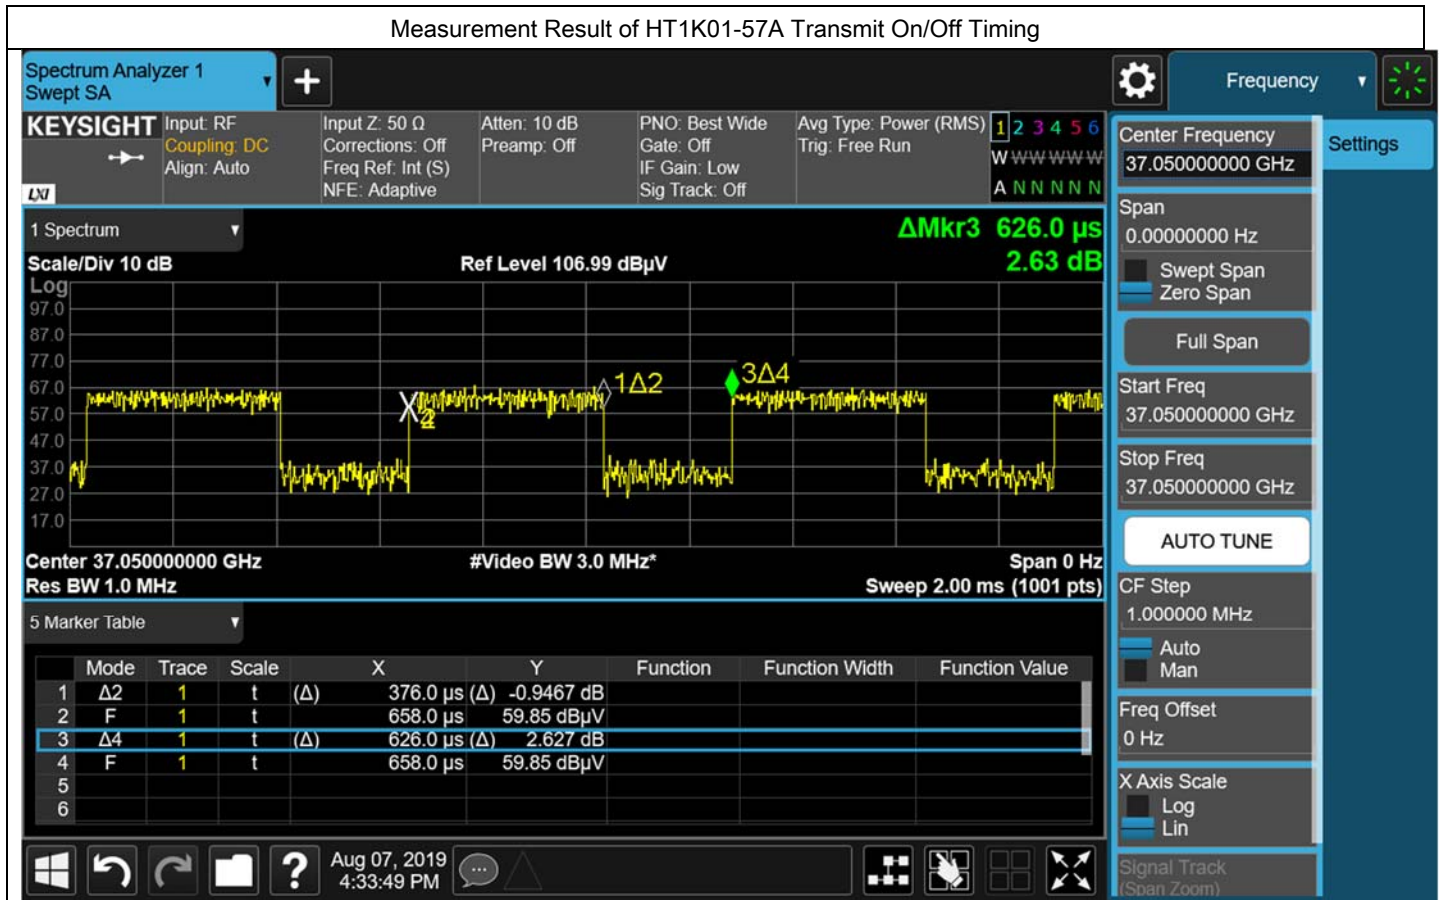 Measurement Result of HT1K01-57A Transmit On/Off Timing
Spectrum Analyzer 1
Swept SA
Frequency
KEYSIGHT
LXI
Input: RF
Coupling: DC
Align: Auto
Input Z: 50 Ω
Corrections: Off
Freq Ref: Int (S)
NFE: Adaptive
Atten: 10 dB
Preamp: Off
PNO: Best Wide
Gate: Off
IF Gain: Low
Sig Track: Off
Avg Type: Power (RMS)
Trig: Free Run
1 2 3 4 5 6
W W W W W W
A N N N N N
1 Spectrum
ΔMkr3 626.0 µs
2.63 dB
Scale/Div 10 dB
Ref Level 106.99 dBµV
Log
97.0
87.0
77.0
67.0
57.0
47.0
37.0
27.0
17.0
1Δ2
3Δ4
Center 37.050000000 GHz
#Video BW 3.0 MHz*
Span 0 Hz
Res BW 1.0 MHz
Sweep 2.00 ms (1001 pts)
5 Marker Table
Mode Trace Scale X Y Function Function Width Function Value
1 Δ2 1 t (Δ) 376.0 µs (Δ) -0.9467 dB
2 F 1 t 658.0 µs 59.85 dBµV
3 Δ4 1 t (Δ) 626.0 µs (Δ) 2.627 dB
4 F 1 t 658.0 µs 59.85 dBµV
5
6
Aug 07, 2019
4:33:49 PM
Settings
Center Frequency
37.050000000 GHz
Span
0.00000000 Hz
Swept Span
Zero Span
Full Span
Start Freq
37.050000000 GHz
Stop Freq
37.050000000 GHz
AUTO TUNE
CF Step
1.000000 MHz
Auto
Man
Freq Offset
0 Hz
X Axis Scale
Log
Lin
Signal Track
(Span Zoom)